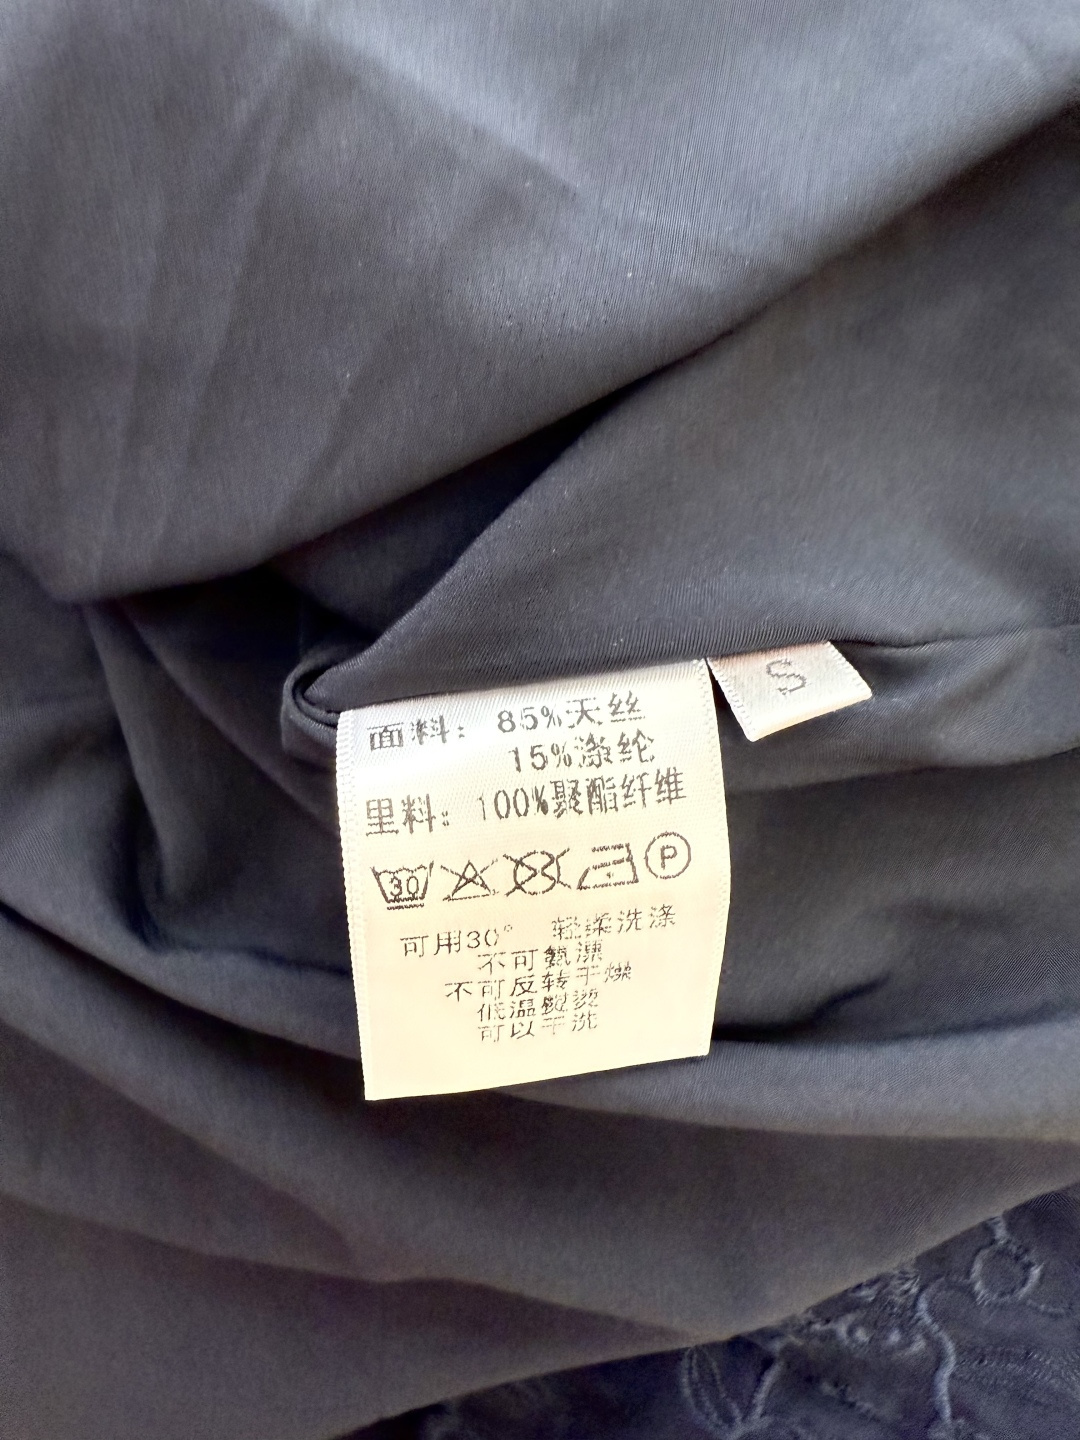 面料：85%天丝
15%涤纶
里料：100%聚酯纤维
30 P
可用30° 轻柔洗涤
不可氨漂
不可反转干燥
低温熨烫
可以干洗
S